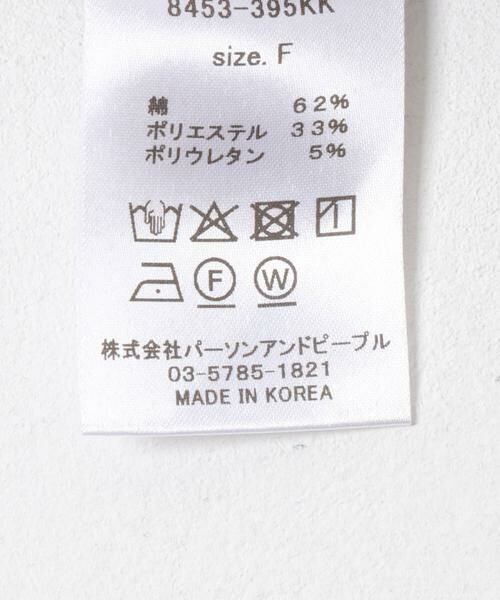 8453-395KK
size. F
綿 62%
ポリエステル 33%
ポリウレタン 5%
F W
株式会社パーソンアンドピープル
03-5785-1821
MADE IN KOREA